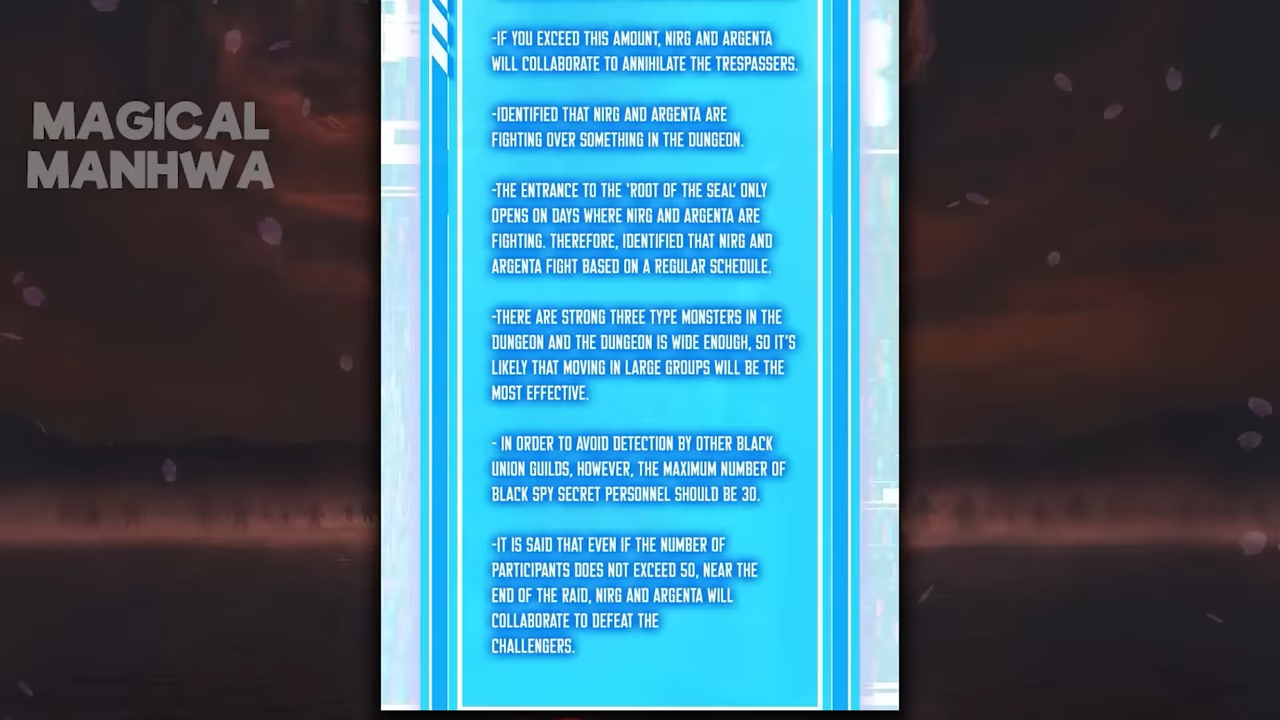 MAGICAL
MANHWA
-IF YOU EXCEED THIS AMOUNT, NIRG AND ARGENTA
WILL COLLABORATE TO ANNIHILATE THE TRESPASSERS.
-IDENTIFIED THAT NIRG AND ARGENTA ARE
FIGHTING OVER SOMETHING IN THE DUNGEON.
-THE ENTRANCE TO THE 'ROOT OF THE SEAL' ONLY
OPENS ON DAYS WHERE NIRG AND ARGENTA ARE
FIGHTING. THEREFORE, IDENTIFIED THAT NIRG AND
ARGENTA FIGHT BASED ON A REGULAR SCHEDULE.
-THERE ARE STRONG THREE TYPE MONSTERS IN THE
DUNGEON AND THE DUNGEON IS WIDE ENOUGH, SO IT'S
LIKELY THAT MOVING IN LARGE GROUPS WILL BE THE
MOST EFFECTIVE.
- IN ORDER TO AVOID DETECTION BY OTHER BLACK
UNION GUILDS, HOWEVER, THE MAXIMUM NUMBER OF
BLACK SPY SECRET PERSONNEL SHOULD BE 30.
-IT IS SAID THAT EVEN IF THE NUMBER OF
PARTICIPANTS DOES NOT EXCEED 50, NEAR THE
END OF THE RAID, NIRG AND ARGENTA WILL
COLLABORATE TO DEFEAT THE
CHALLENGERS.